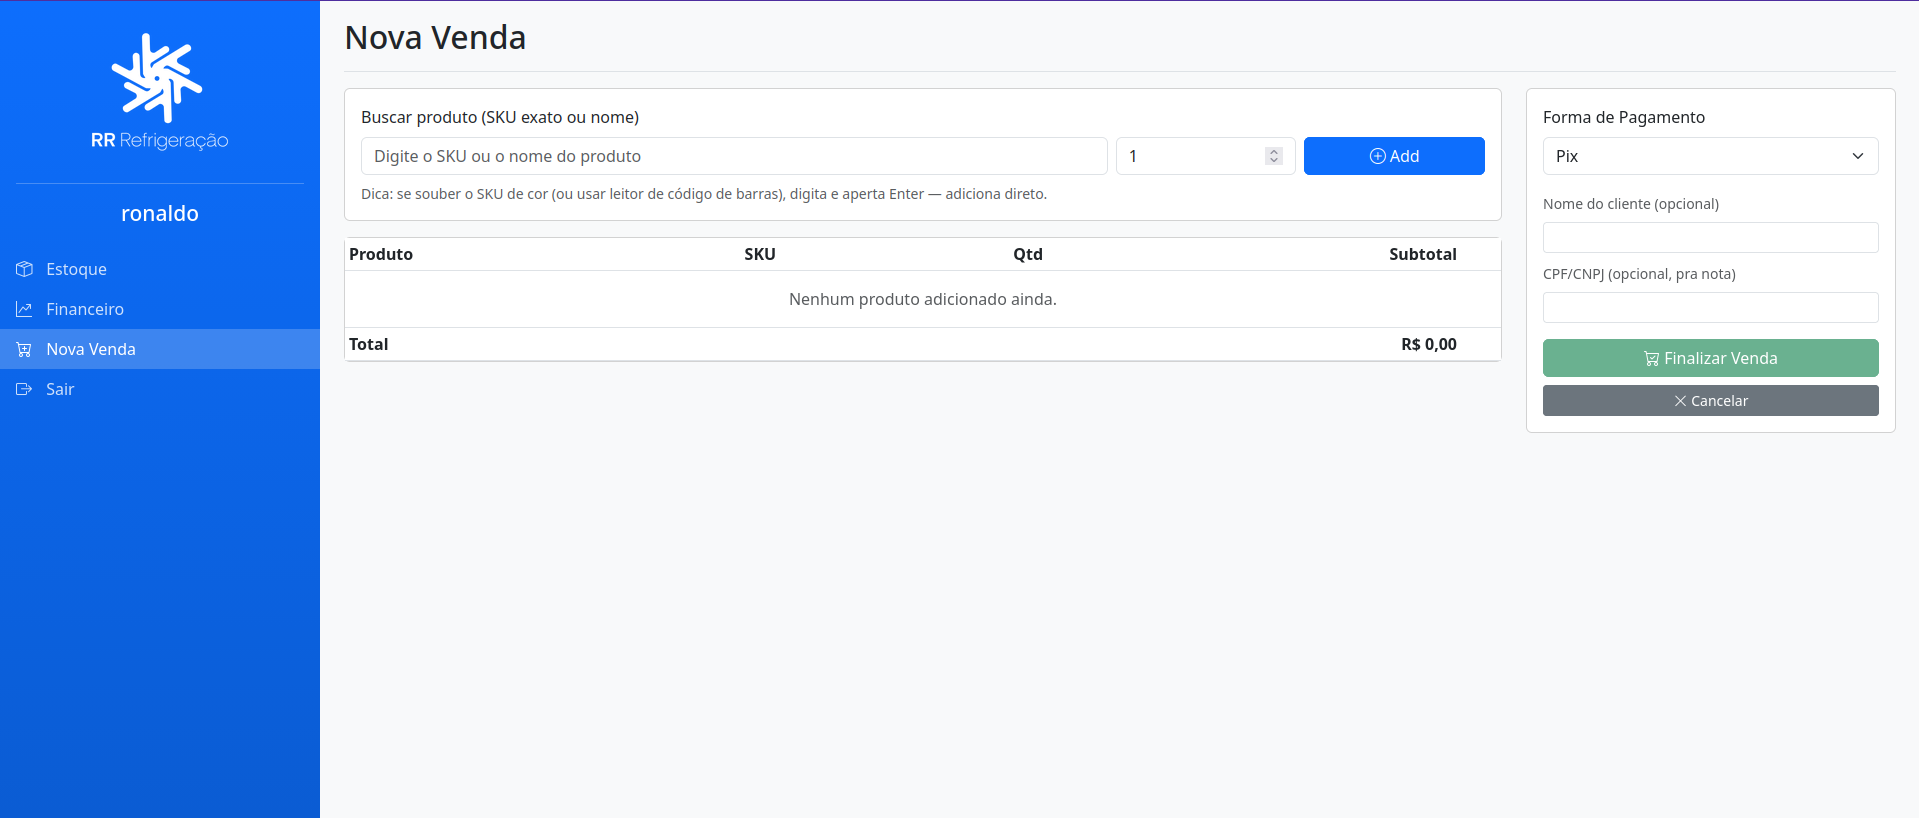 RR Refrigeração
ronaldo
Estoque
Financeiro
Nova Venda
Sair
Nova Venda
Buscar produto (SKU exato ou nome)
Digite o SKU ou o nome do produto
1
Add
Dica: se souber o SKU de cor (ou usar leitor de código de barras), digita e aperta Enter — adiciona direto.
Produto SKU Qtd Subtotal
Nenhum produto adicionado ainda.
Total R$ 0,00
Forma de Pagamento
Pix
Nome do cliente (opcional)
CPF/CNPJ (opcional, pra nota)
Finalizar Venda
Cancelar